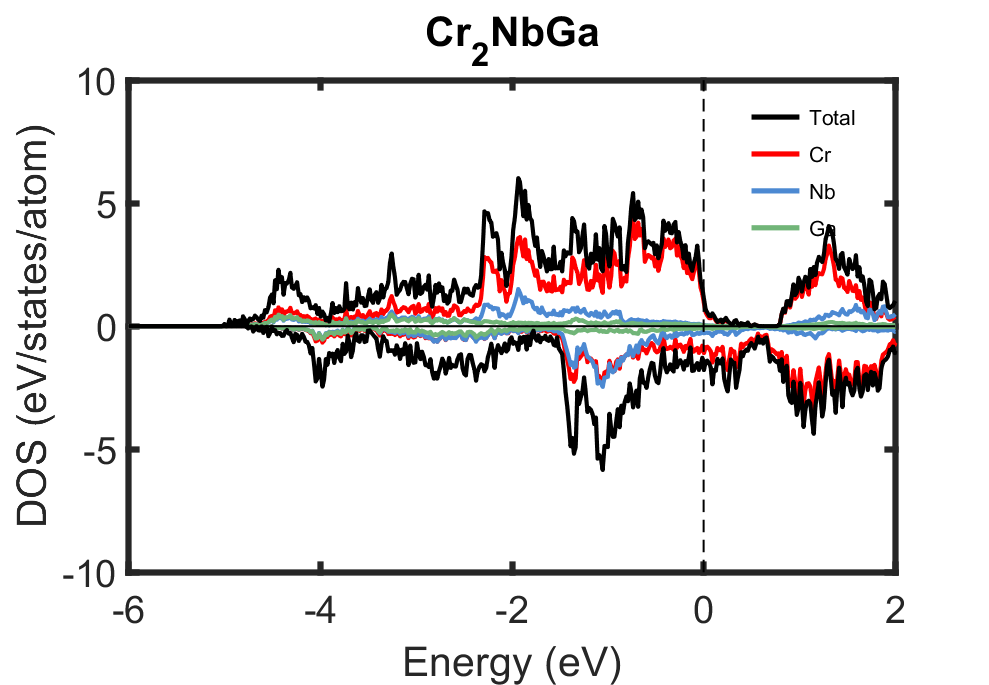 Cr₂NbGa
10
5
0
-5
-10
DOS (eV/states/atom)
Total
Cr
Nb
Ga
-6 -4 -2 0 2
Energy (eV)